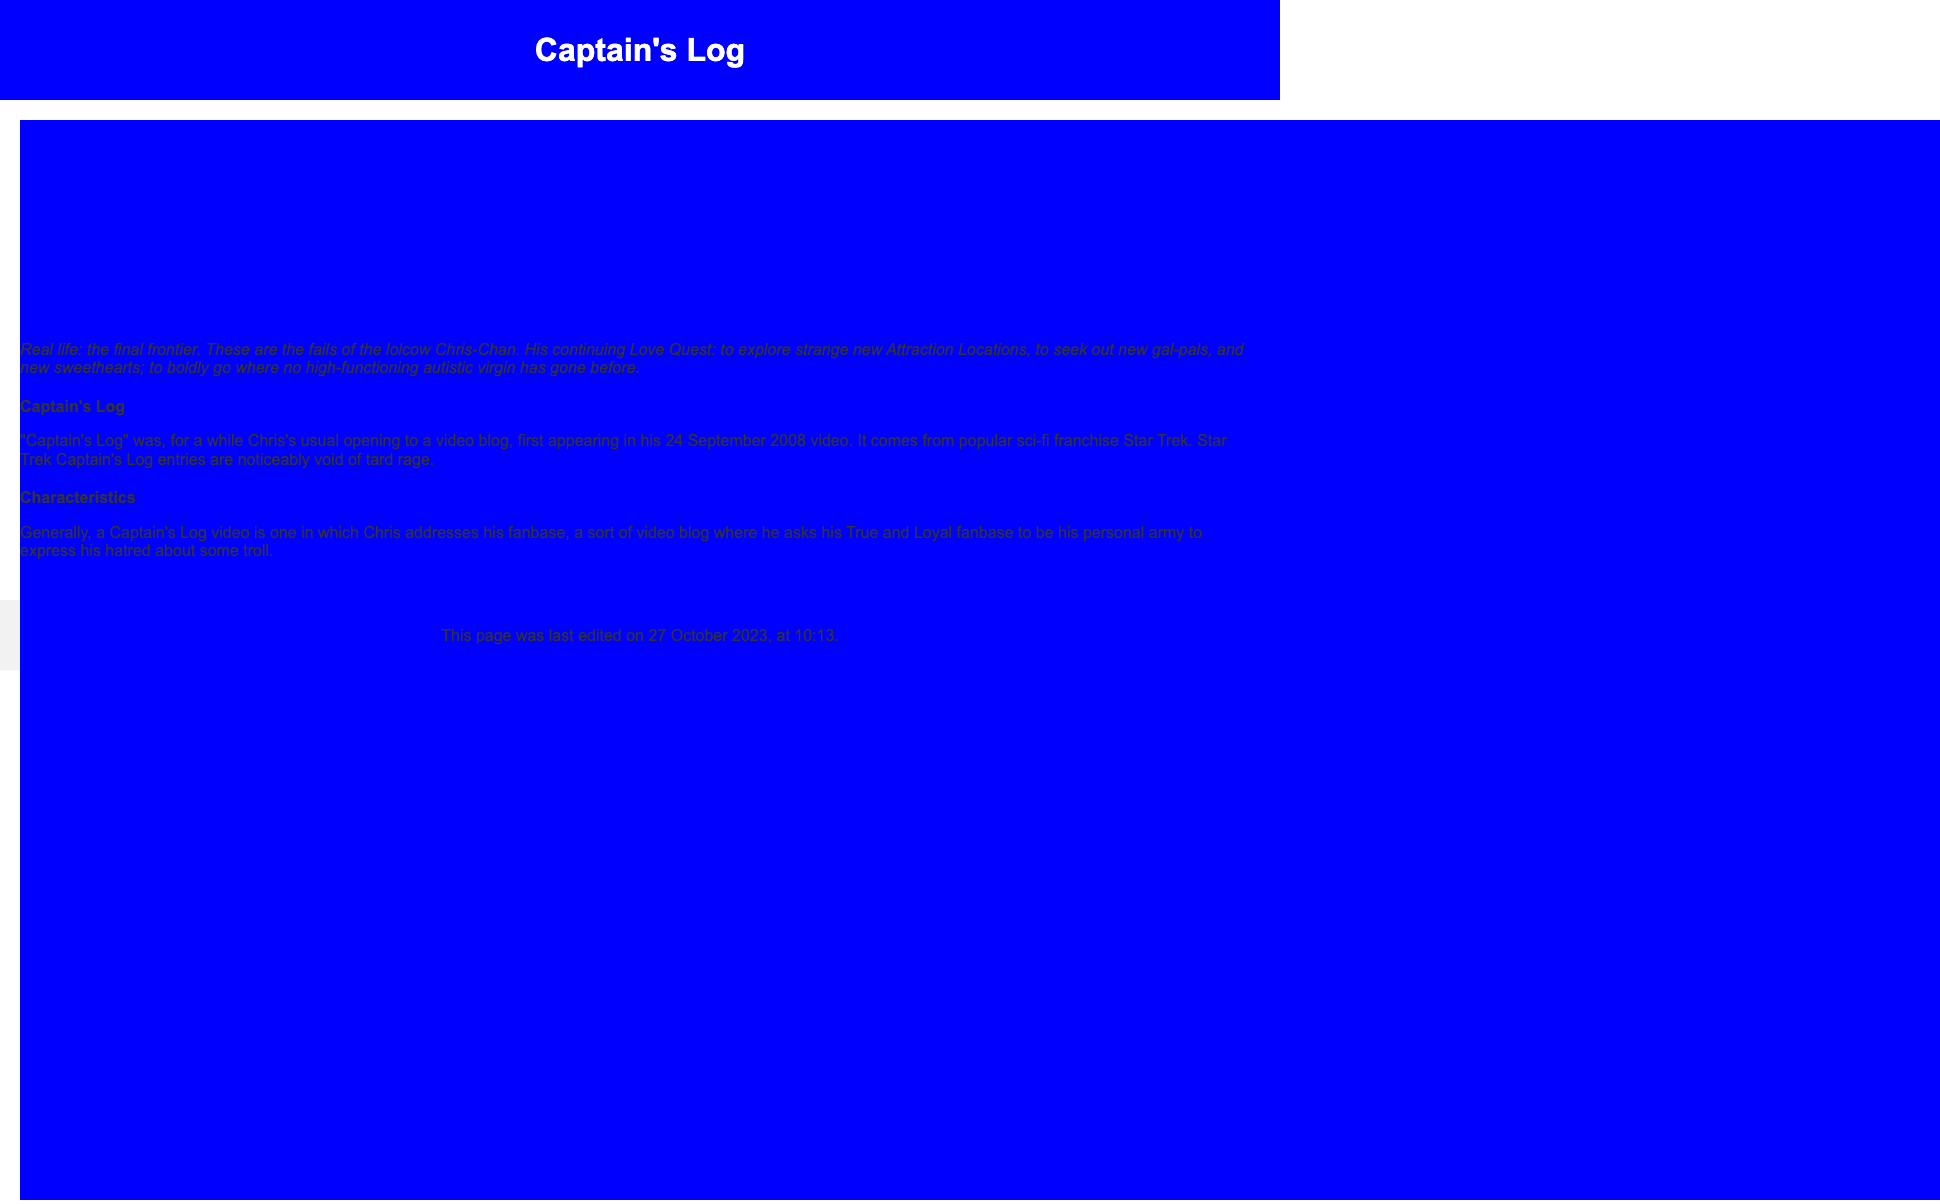 Captain's Log
Real life: the final frontier. These are the fails of the lolcow Chris-Chan. His continuing Love Quest: to explore strange new Attraction Locations, to seek out new gal-pals, and
new sweethearts; to boldly go where no high-functioning autistic virgin has gone before.
Captain's Log
"Captain's Log" was, for a while Chris's usual opening to a video blog, first appearing in his 24 September 2008 video. It comes from popular sci-fi franchise Star Trek. Star
Trek Captain's Log entries are noticeably void of tard rage.
Characteristics
Generally, a Captain's Log video is one in which Chris addresses his fanbase; a sort of video blog where he asks his True and Loyal fanbase to be his personal army to
express his hatred about some troll.
This page was last edited on 27 October 2023, at 10:13.